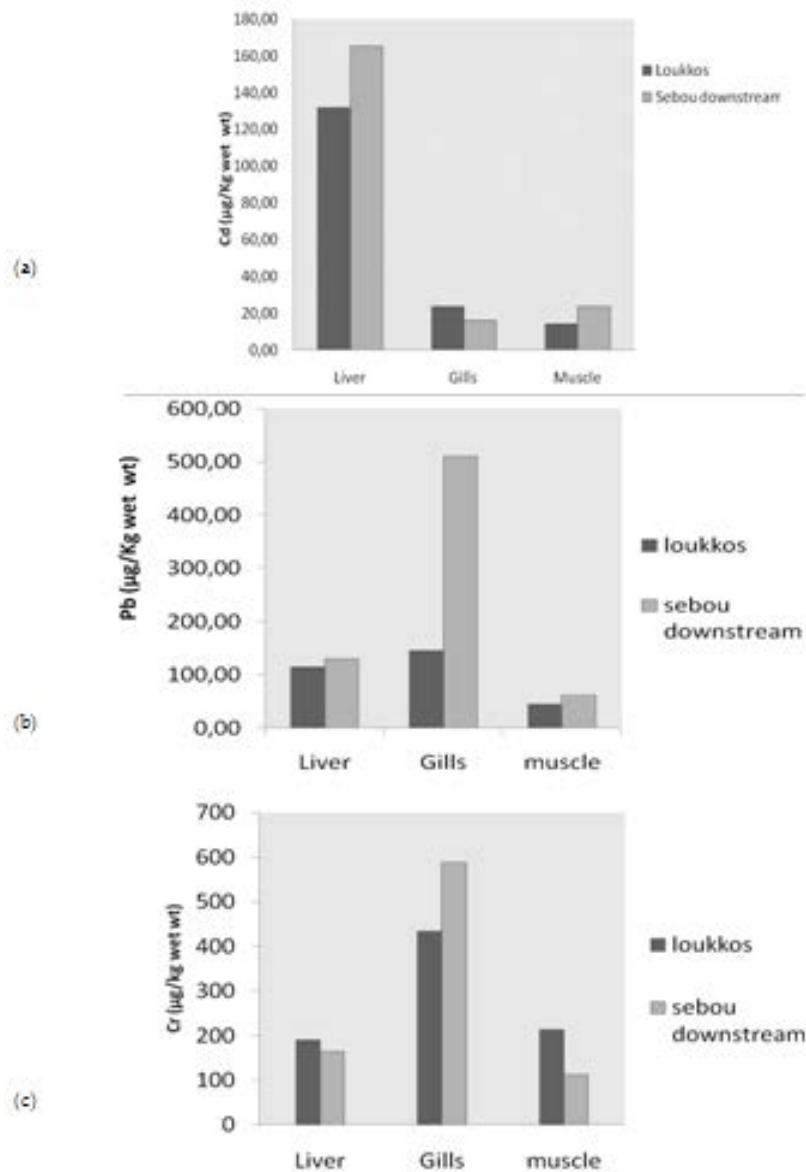 (a)
Cd (µg/Kg wet wt)
180,00
160,00
140,00
120,00
100,00
80,00
60,00
40,00
20,00
0,00
Liver Gills Muscle
Loukkos
Sebou downstream
(b)
Pb (µg/Kg wet wt)
600,00
500,00
400,00
300,00
200,00
100,00
0,00
Liver Gills muscle
loukkos
sebou
downstream
(c)
Cr (µg/kg wet wt)
700
600
500
400
300
200
100
0
Liver Gills muscle
loukkos
sebou
downstream